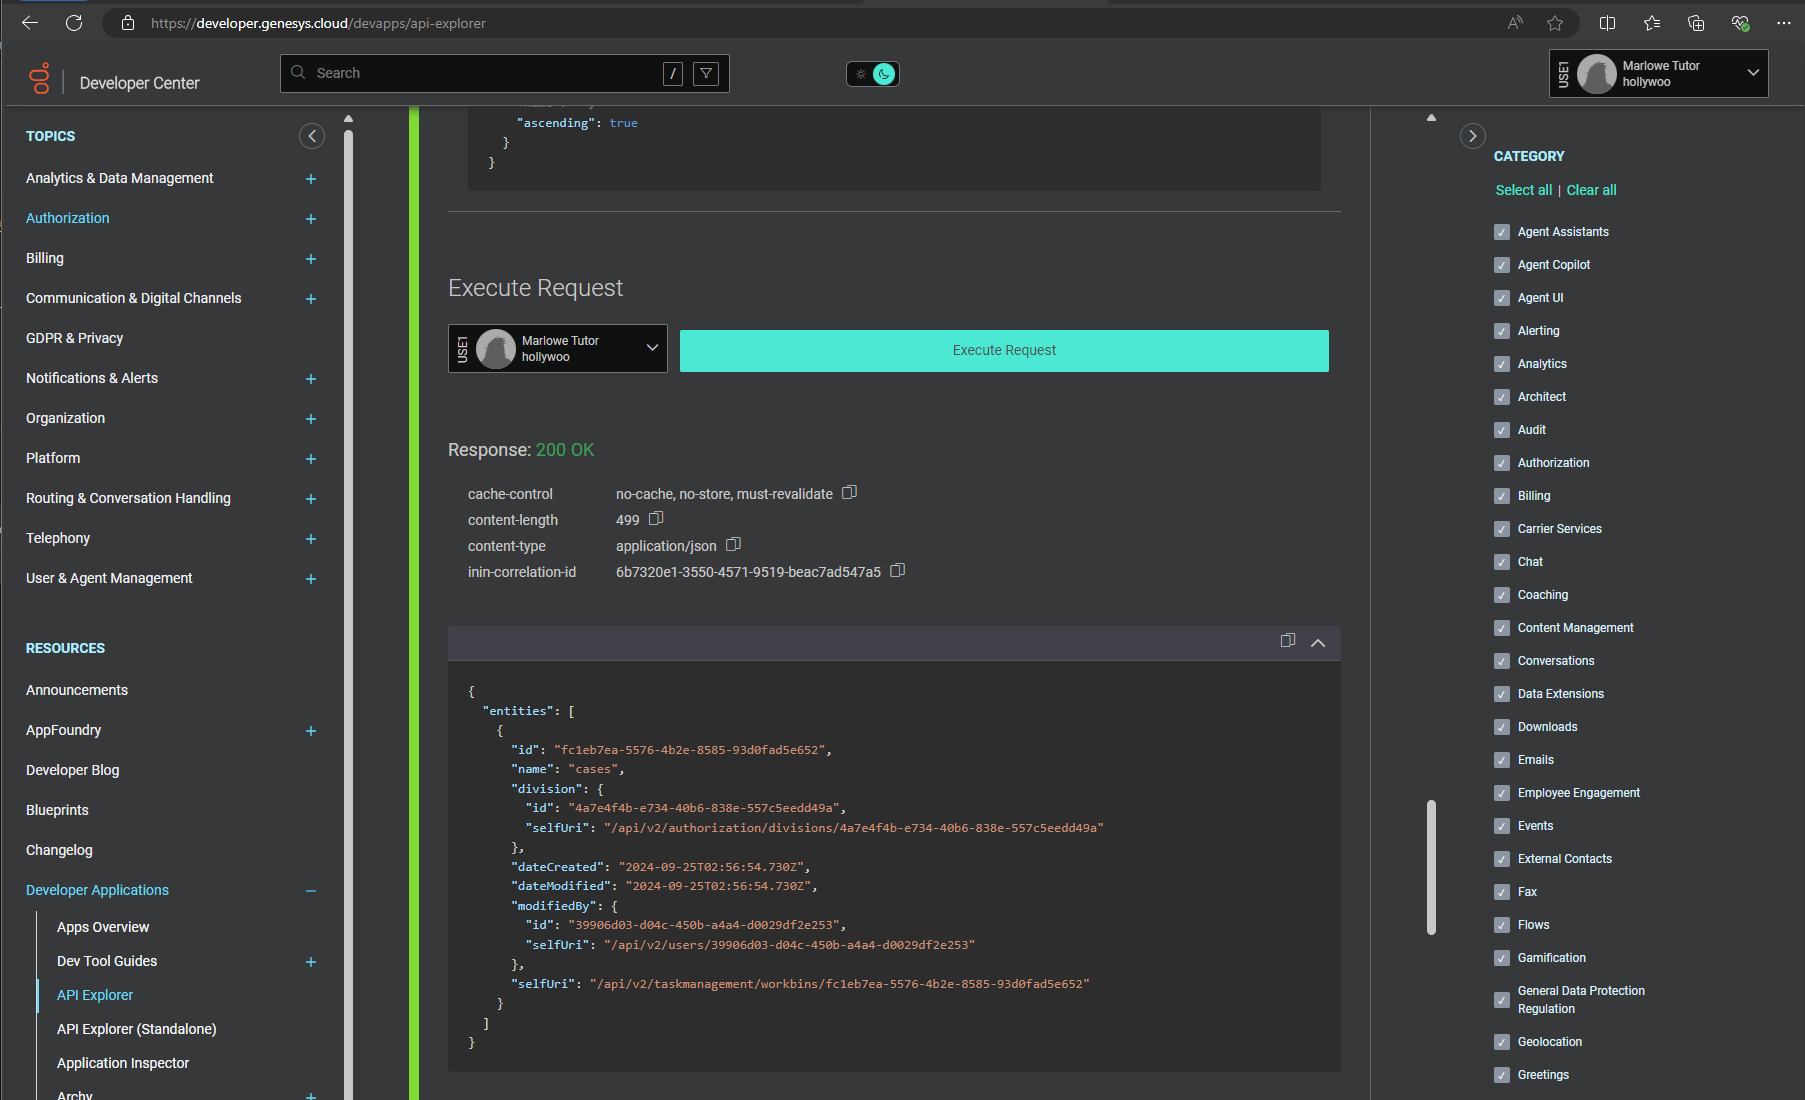 https://developer.genesys.cloud/devapps/api-explorer
Developer Center
Search
/
USE1
Marlowe Tutor
hollywoo
TOPICS
Analytics & Data Management
Authorization
Billing
Communication & Digital Channels
GDPR & Privacy
Notifications & Alerts
Organization
Platform
Routing & Conversation Handling
Telephony
User & Agent Management
RESOURCES
Announcements
AppFoundry
Developer Blog
Blueprints
Changelog
Developer Applications
Apps Overview
Dev Tool Guides
API Explorer
API Explorer (Standalone)
Application Inspector
Archy
"ascending": true
}
}
Execute Request
USE1
Marlowe Tutor
hollywoo
Execute Request
Response: 200 OK
cache-control no-cache, no-store, must-revalidate
content-length 499
content-type application/json
inin-correlation-id 6b7320e1-3550-4571-9519-beac7ad547a5
{
"entities": [
{
"id": "fc1eb7ea-5576-4b2e-8585-93d0fad5e652",
"name": "cases",
"division": {
"id": "4a7e4f4b-e734-40b6-838e-557c5eedd49a",
"selfUri": "/api/v2/authorization/divisions/4a7e4f4b-e734-40b6-838e-557c5eedd49a"
},
"dateCreated": "2024-09-25T02:56:54.730Z",
"dateModified": "2024-09-25T02:56:54.730Z",
"modifiedBy": {
"id": "39906d03-d04c-450b-a4a4-d0029df2e253",
"selfUri": "/api/v2/users/39906d03-d04c-450b-a4a4-d0029df2e253"
},
"selfUri": "/api/v2/taskmanagement/workbins/fc1eb7ea-5576-4b2e-8585-93d0fad5e652"
}
]
}
CATEGORY
Select all | Clear all
Agent Assistants
Agent Copilot
Agent UI
Alerting
Analytics
Architect
Audit
Authorization
Billing
Carrier Services
Chat
Coaching
Content Management
Conversations
Data Extensions
Downloads
Emails
Employee Engagement
Events
External Contacts
Fax
Flows
Gamification
General Data Protection
Regulation
Geolocation
Greetings